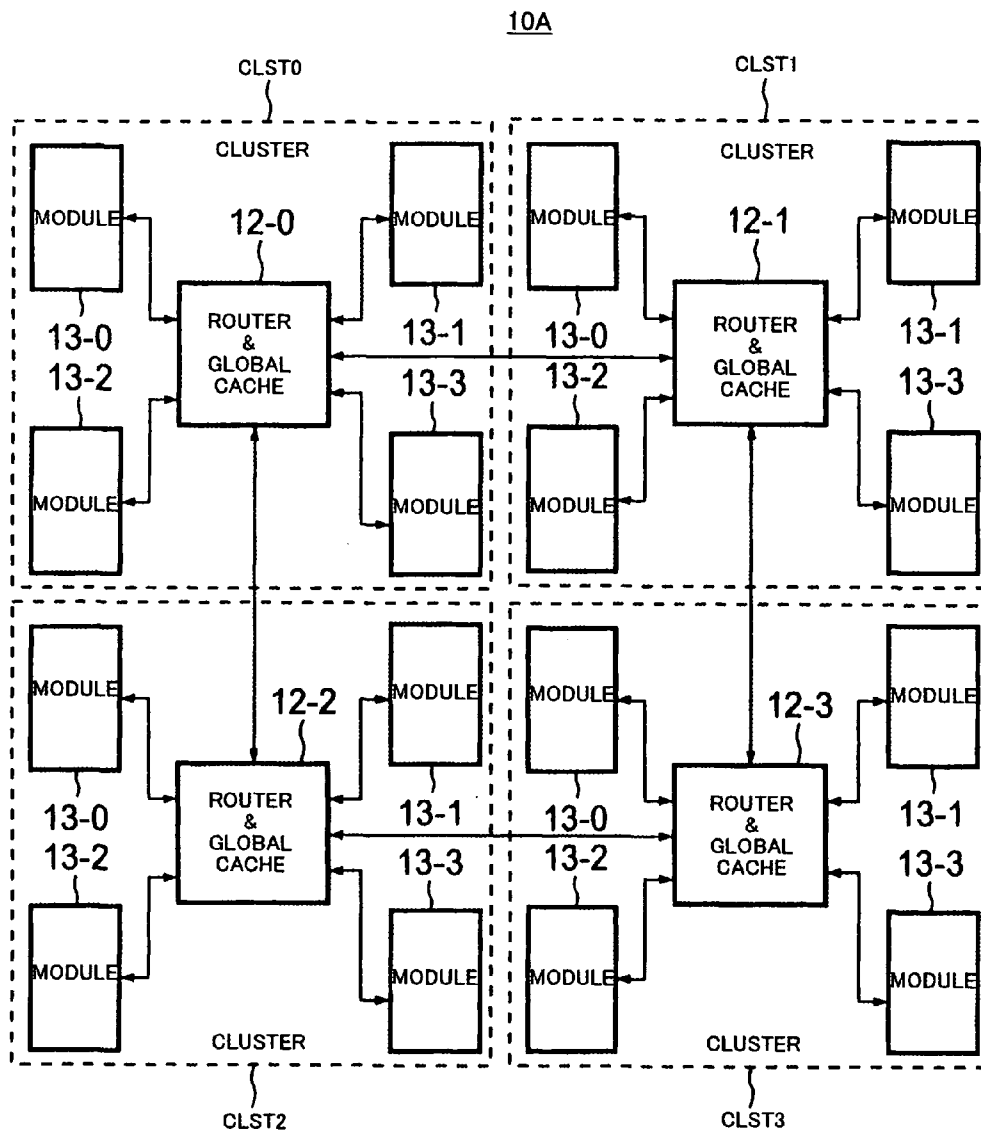 10A
CLST0
CLST1
CLUSTER
CLUSTER
MODULE
12-0
MODULE
MODULE
12-1
MODULE
ROUTER
&
GLOBAL
CACHE
ROUTER
&
GLOBAL
CACHE
13-0
13-1
13-0
13-1
13-2
13-3
13-2
13-3
MODULE
MODULE
MODULE
MODULE
MODULE
12-2
MODULE
MODULE
12-3
MODULE
ROUTER
&
GLOBAL
CACHE
ROUTER
&
GLOBAL
CACHE
13-0
13-1
13-0
13-1
13-2
13-3
13-2
13-3
MODULE
MODULE
MODULE
MODULE
CLUSTER
CLUSTER
CLST2
CLST3